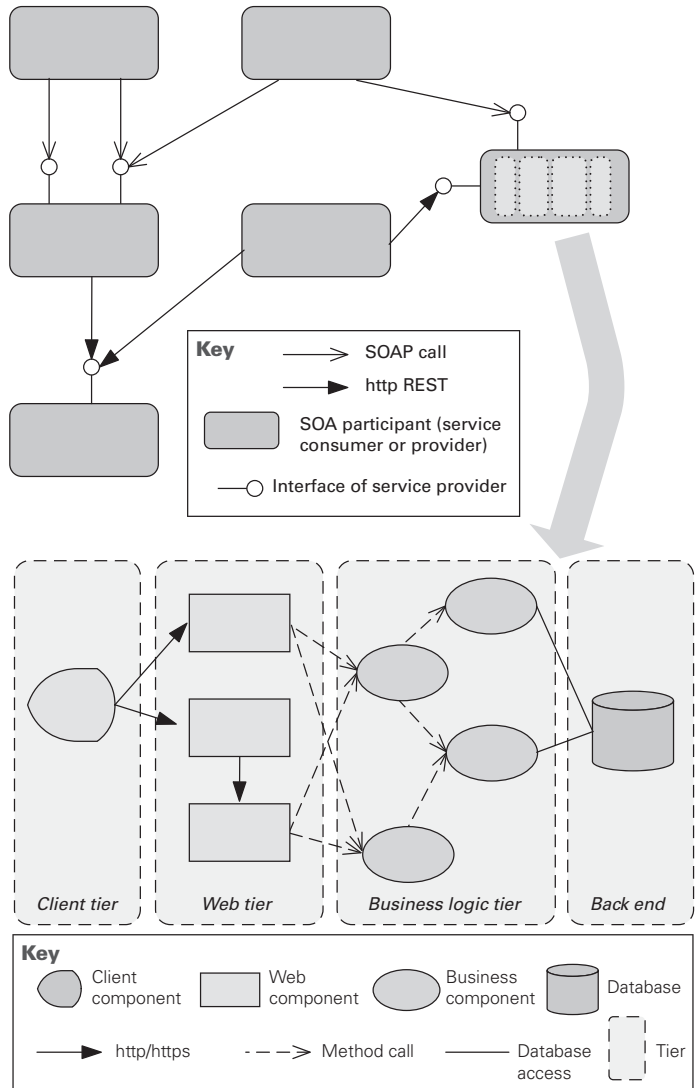 Key
SOAP call
http REST
SOA participant (service
consumer or provider)
Interface of service provider
Client tier
Web tier
Business logic tier
Back end
Key
Client
component
Web
component
Business
component
Database
http/https
Method call
Database
access
Tier